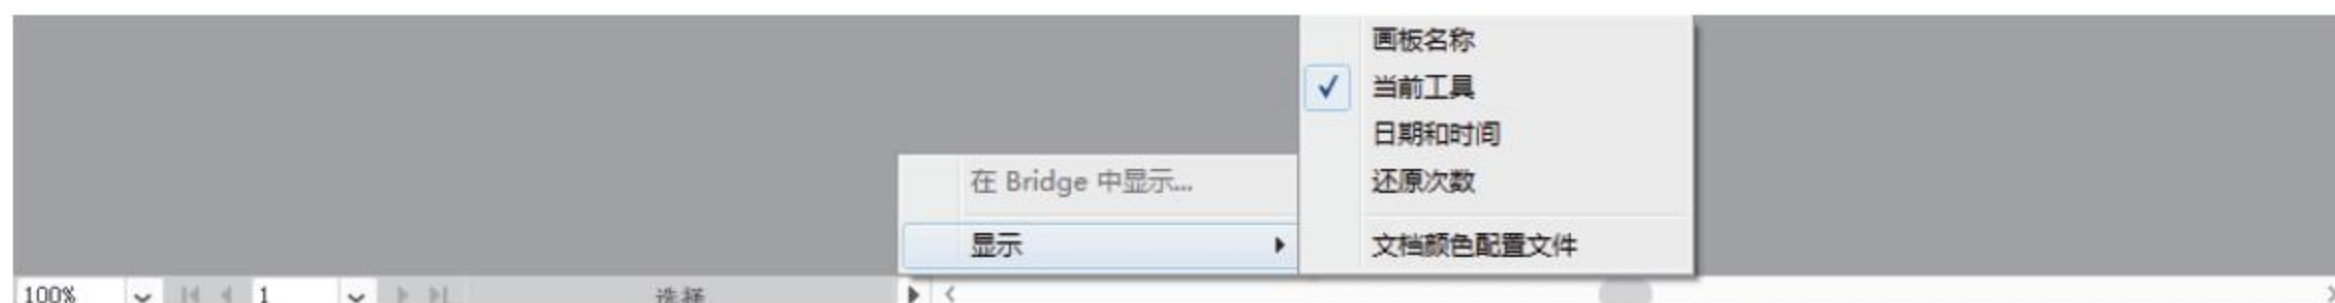 画板名称
当前工具
日期和时间
还原次数
在 Bridge 中显示...
显示
文档颜色配置文件
100% 1 选择